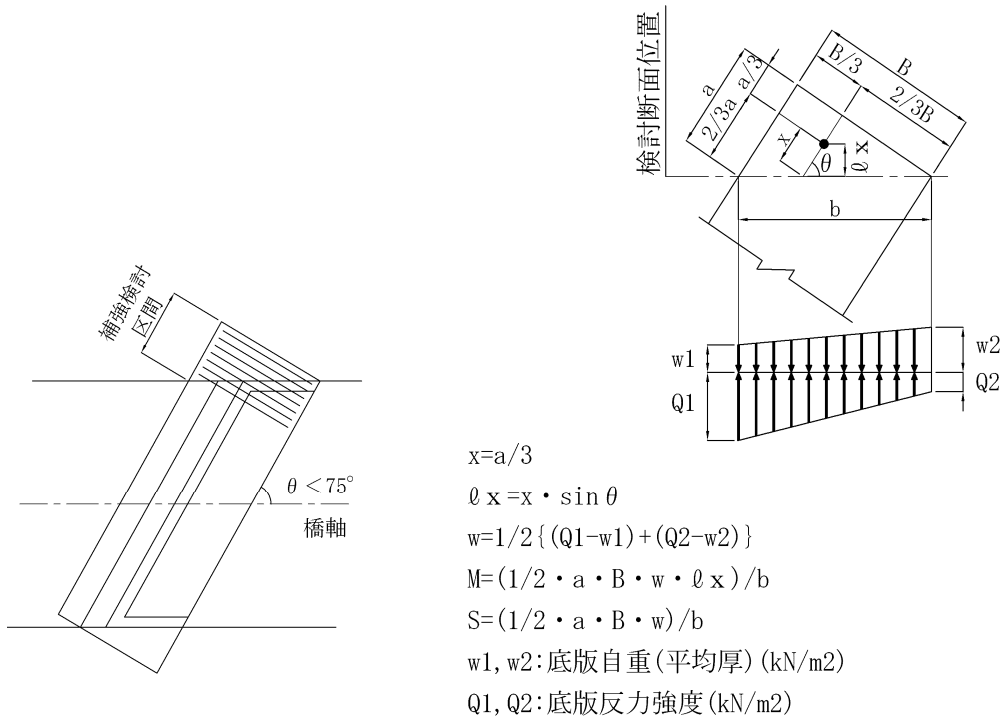 補強検討
区間
θ＜75°
橋軸
検討断面位置
a
2/3a a/3
B
B/3 2/3B
x
θ
ℓx
b
w1
Q1
w2
Q2
x=a/3
ℓx=x・sinθ
w=1/2{(Q1-w1)+(Q2-w2)}
M=(1/2・a・B・w・ℓx)/b
S=(1/2・a・B・w)/b
w1,w2:底版自重(平均厚)(kN/m2)
Q1,Q2:底版反力強度(kN/m2)